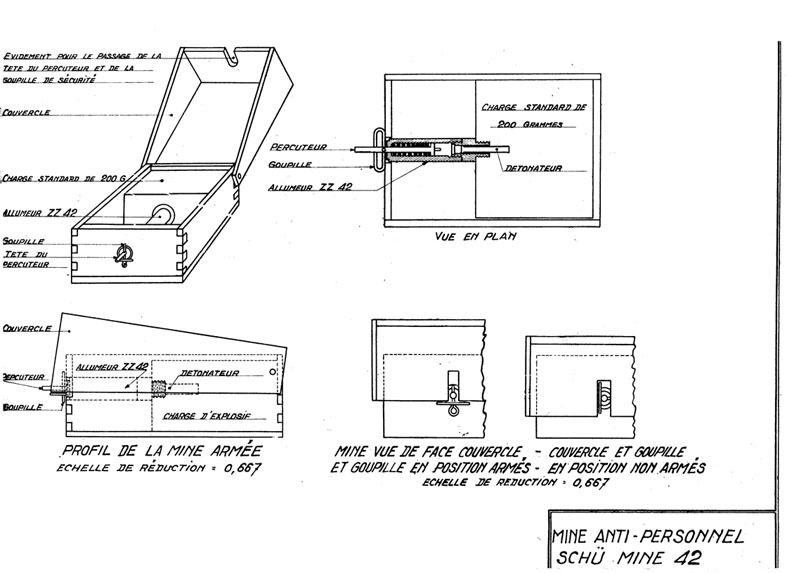 EVIDEMENT POUR LE PASSAGE DE LA
TETE DU PERCUTEUR ET DE LA
GOUPILLE DE SÉCURITÉ
COUVERCLE
CHARGE STANDARD DE 200 G.
ALLUMEUR ZZ 42
GOUPILLE
TETE DU
PERCUTEUR
CHARGE STANDARD DE
200 GRAMMES
PERCUTEUR
GOUPILLE
DETONATEUR
ALLUMEUR ZZ 42
VUE EN PLAN
COUVERCLE
ALLUMEUR ZZ 42
DETONATEUR
PERCUTEUR
GOUPILLE
CHARGE D'EXPLOSIF
PROFIL DE LA MINE ARMÉE
ECHELLE DE RÉDUCTION = 0,667
MINE VUE DE FACE COUVERCLE, - COUVERCLE ET GOUPILLE
ET GOUPILLE EN POSITION ARMÉS - EN POSITION NON ARMÉS
ECHELLE DE REDUCTION = 0,667
MINE ANTI-PERSONNEL
SCHÜ MINE 42